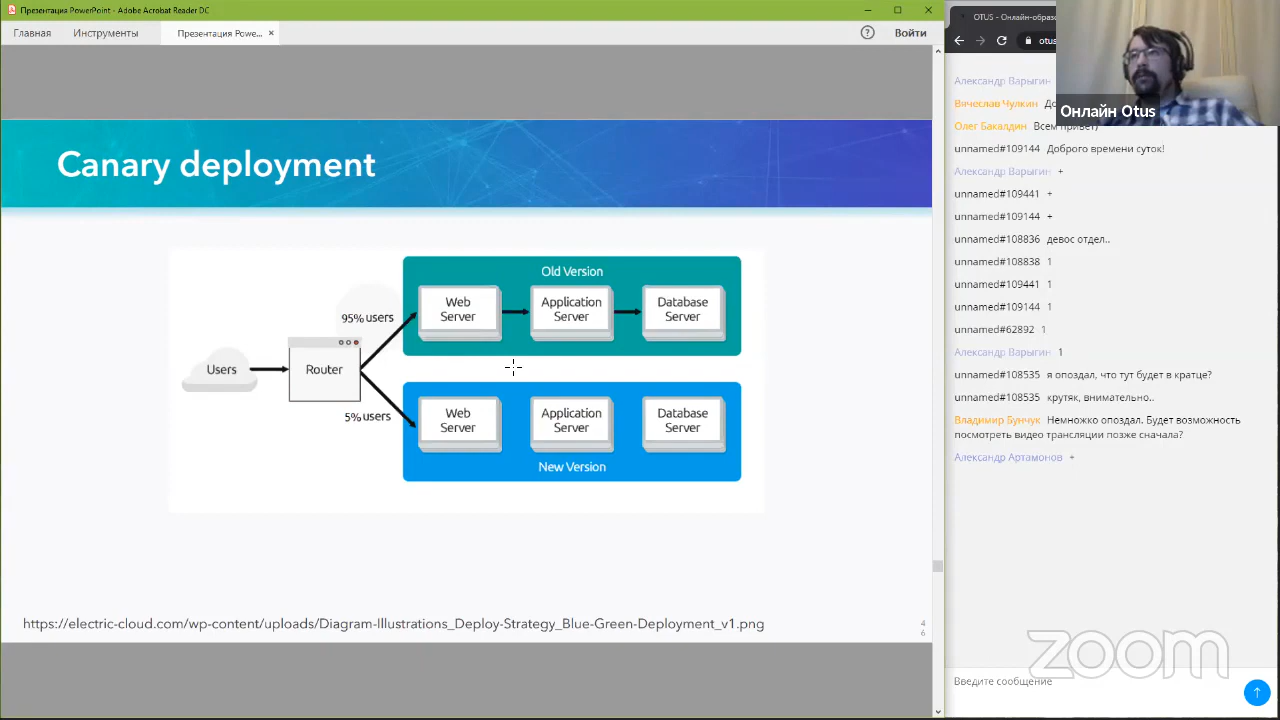 Презентация PowerPoint - Adobe Acrobat Reader DC
Главная
Инструменты
Презентация Powe...
Войти
Canary deployment
Old Version
Web
Server
Application
Server
Database
Server
95% users
Users
Router
5% users
Web
Server
Application
Server
Database
Server
New Version
https://electric-cloud.com/wp-content/uploads/Diagram-Illustrations_Deploy-Strategy_Blue-Green-Deployment_v1.png
4
6
OTUS - Онлайн-образо
otus
Онлайн Otus
Александр Варыгин
Вячеслав Чулкин
Олег Бакалдин Всем привет)
unnamed#109144 Доброго времени суток!
Александр Варыгин +
unnamed#109441 +
unnamed#109144 +
unnamed#108836 девос отдел..
unnamed#108838 1
unnamed#109441 1
unnamed#109144 1
unnamed#62892 1
Александр Варыгин 1
unnamed#108535 я опоздал, что тут будет в кратце?
unnamed#108535 крутяк, внимательно..
Владимир Бунчук Немножко опоздал. Будет возможность
посмотреть видео трансляции позже сначала?
Александр Артамонов +
zoom
Введите сообщение